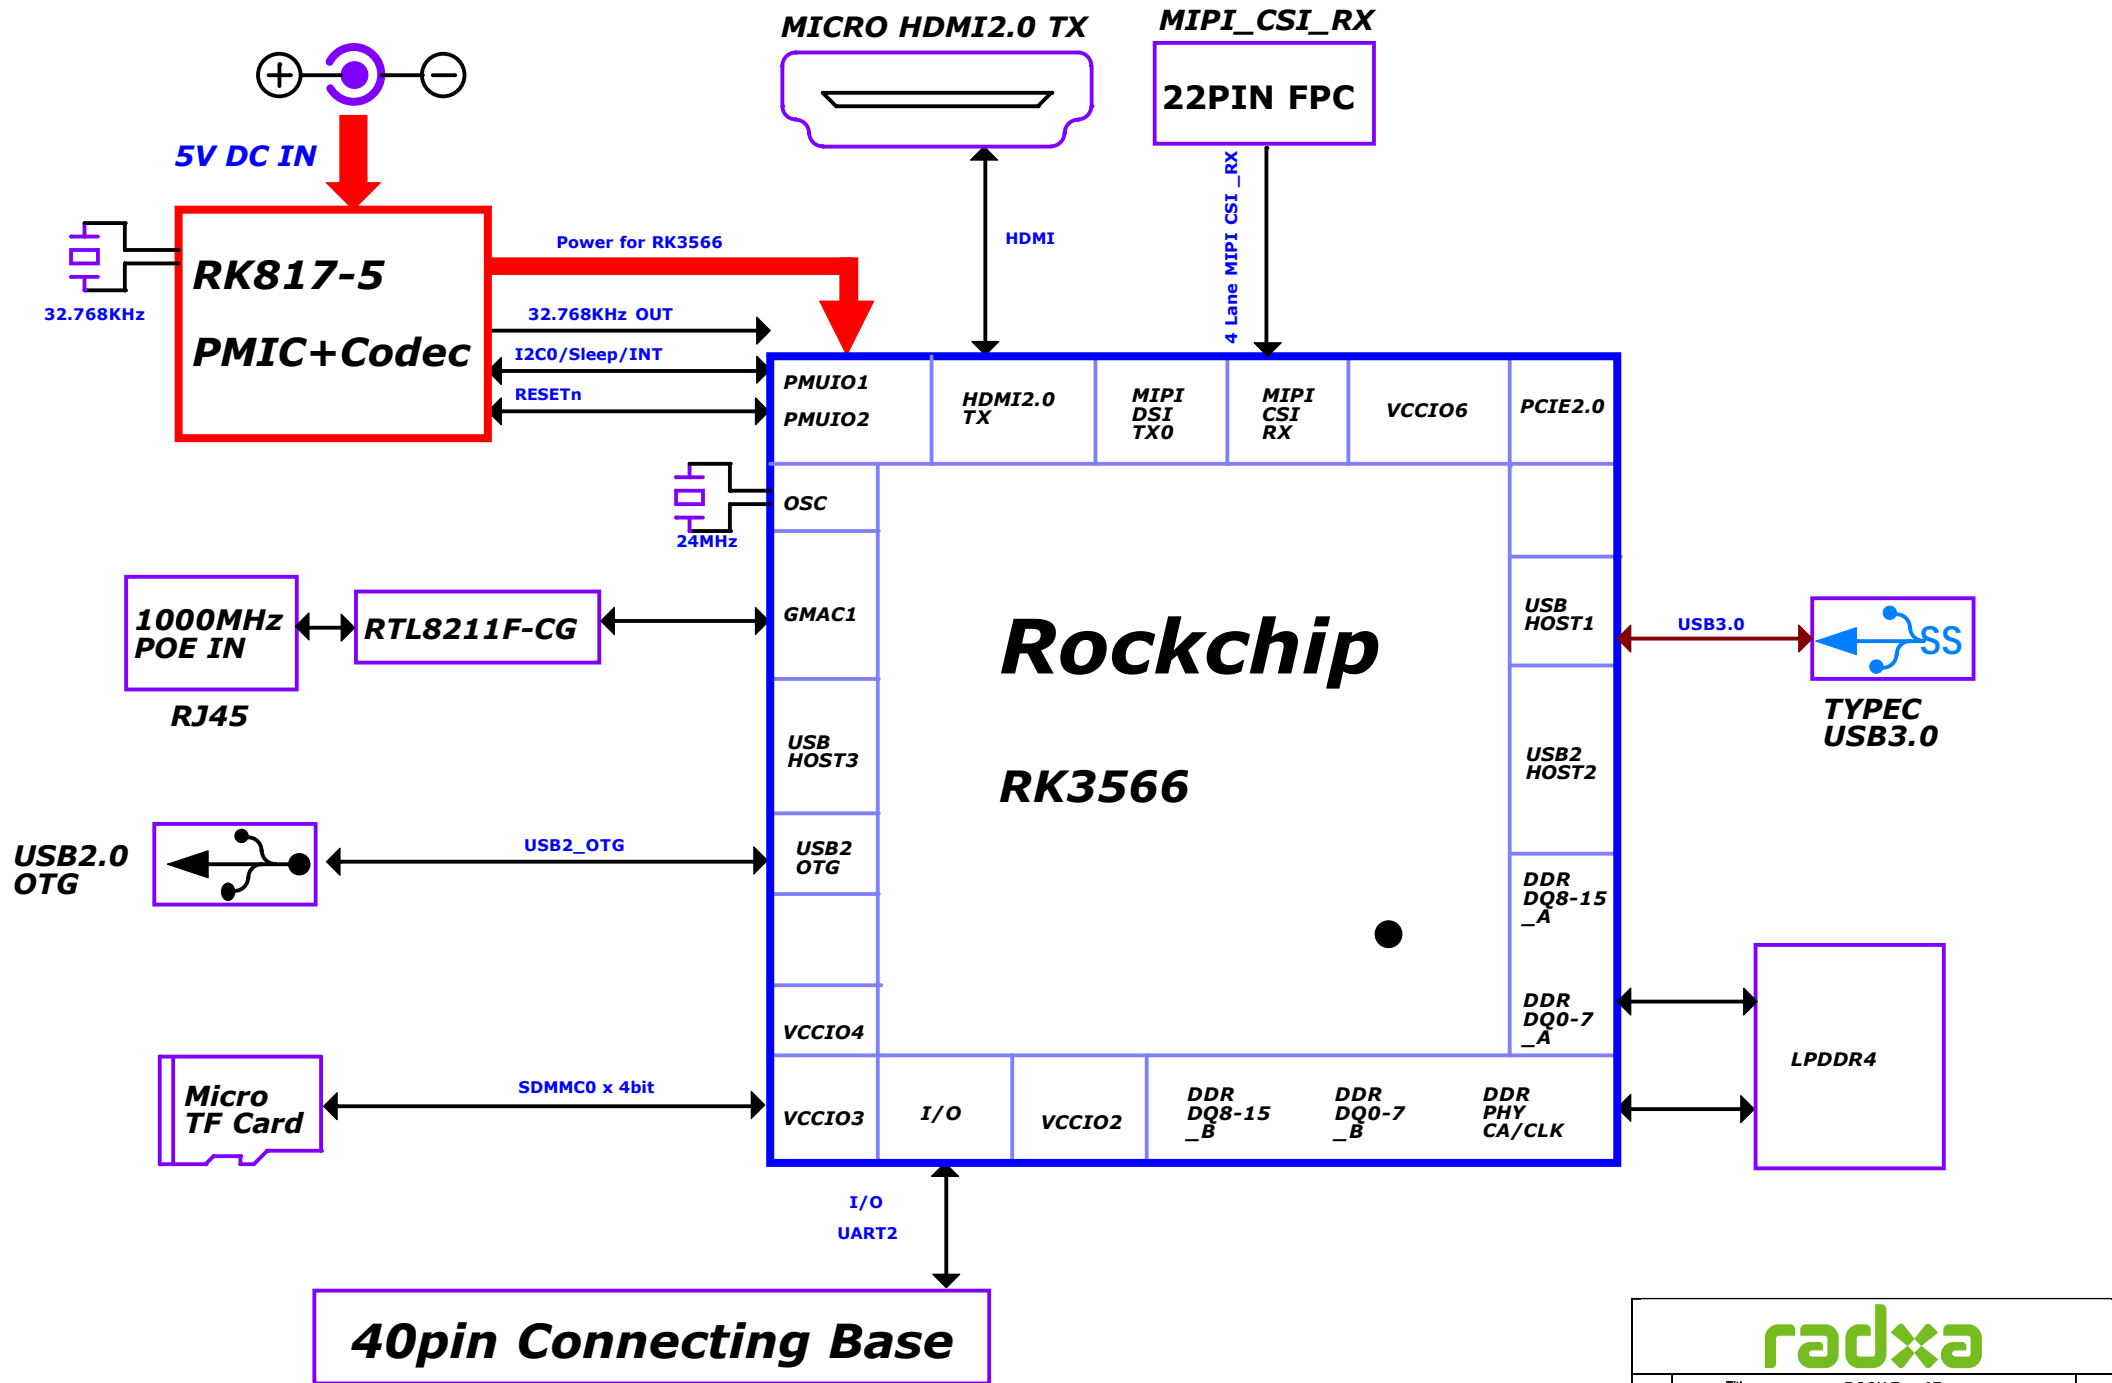 MICRO HDMI2.0 TX
MIPI_CSI_RX
22PIN FPC
5V DC IN
4 Lane MIPI CSI _RX
HDMI
Power for RK3566
RK817-5
PMIC+Codec
32.768KHz
32.768KHz OUT
I2C0/Sleep/INT
RESETn
PMUIO1
PMUIO2
HDMI2.0
TX
MIPI
DSI
TX0
MIPI
CSI
RX
VCCIO6
PCIE2.0
OSC
24MHz
1000MHz
POE IN
RJ45
RTL8211F-CG
GMAC1
Rockchip
RK3566
USB
HOST1
USB3.0
SS
TYPEC
USB3.0
USB
HOST3
USB2
HOST2
USB2.0
OTG
USB2_OTG
USB2
OTG
DDR
DQ8-15
_A
DDR
DQ0-7
_A
LPDDR4
VCCIO4
Micro
TF Card
SDMMC0 x 4bit
VCCIO3
I/O
VCCIO2
DDR
DQ8-15
_B
DDR
DQ0-7
_B
DDR
PHY
CA/CLK
I/O
UART2
40pin Connecting Base
radxa